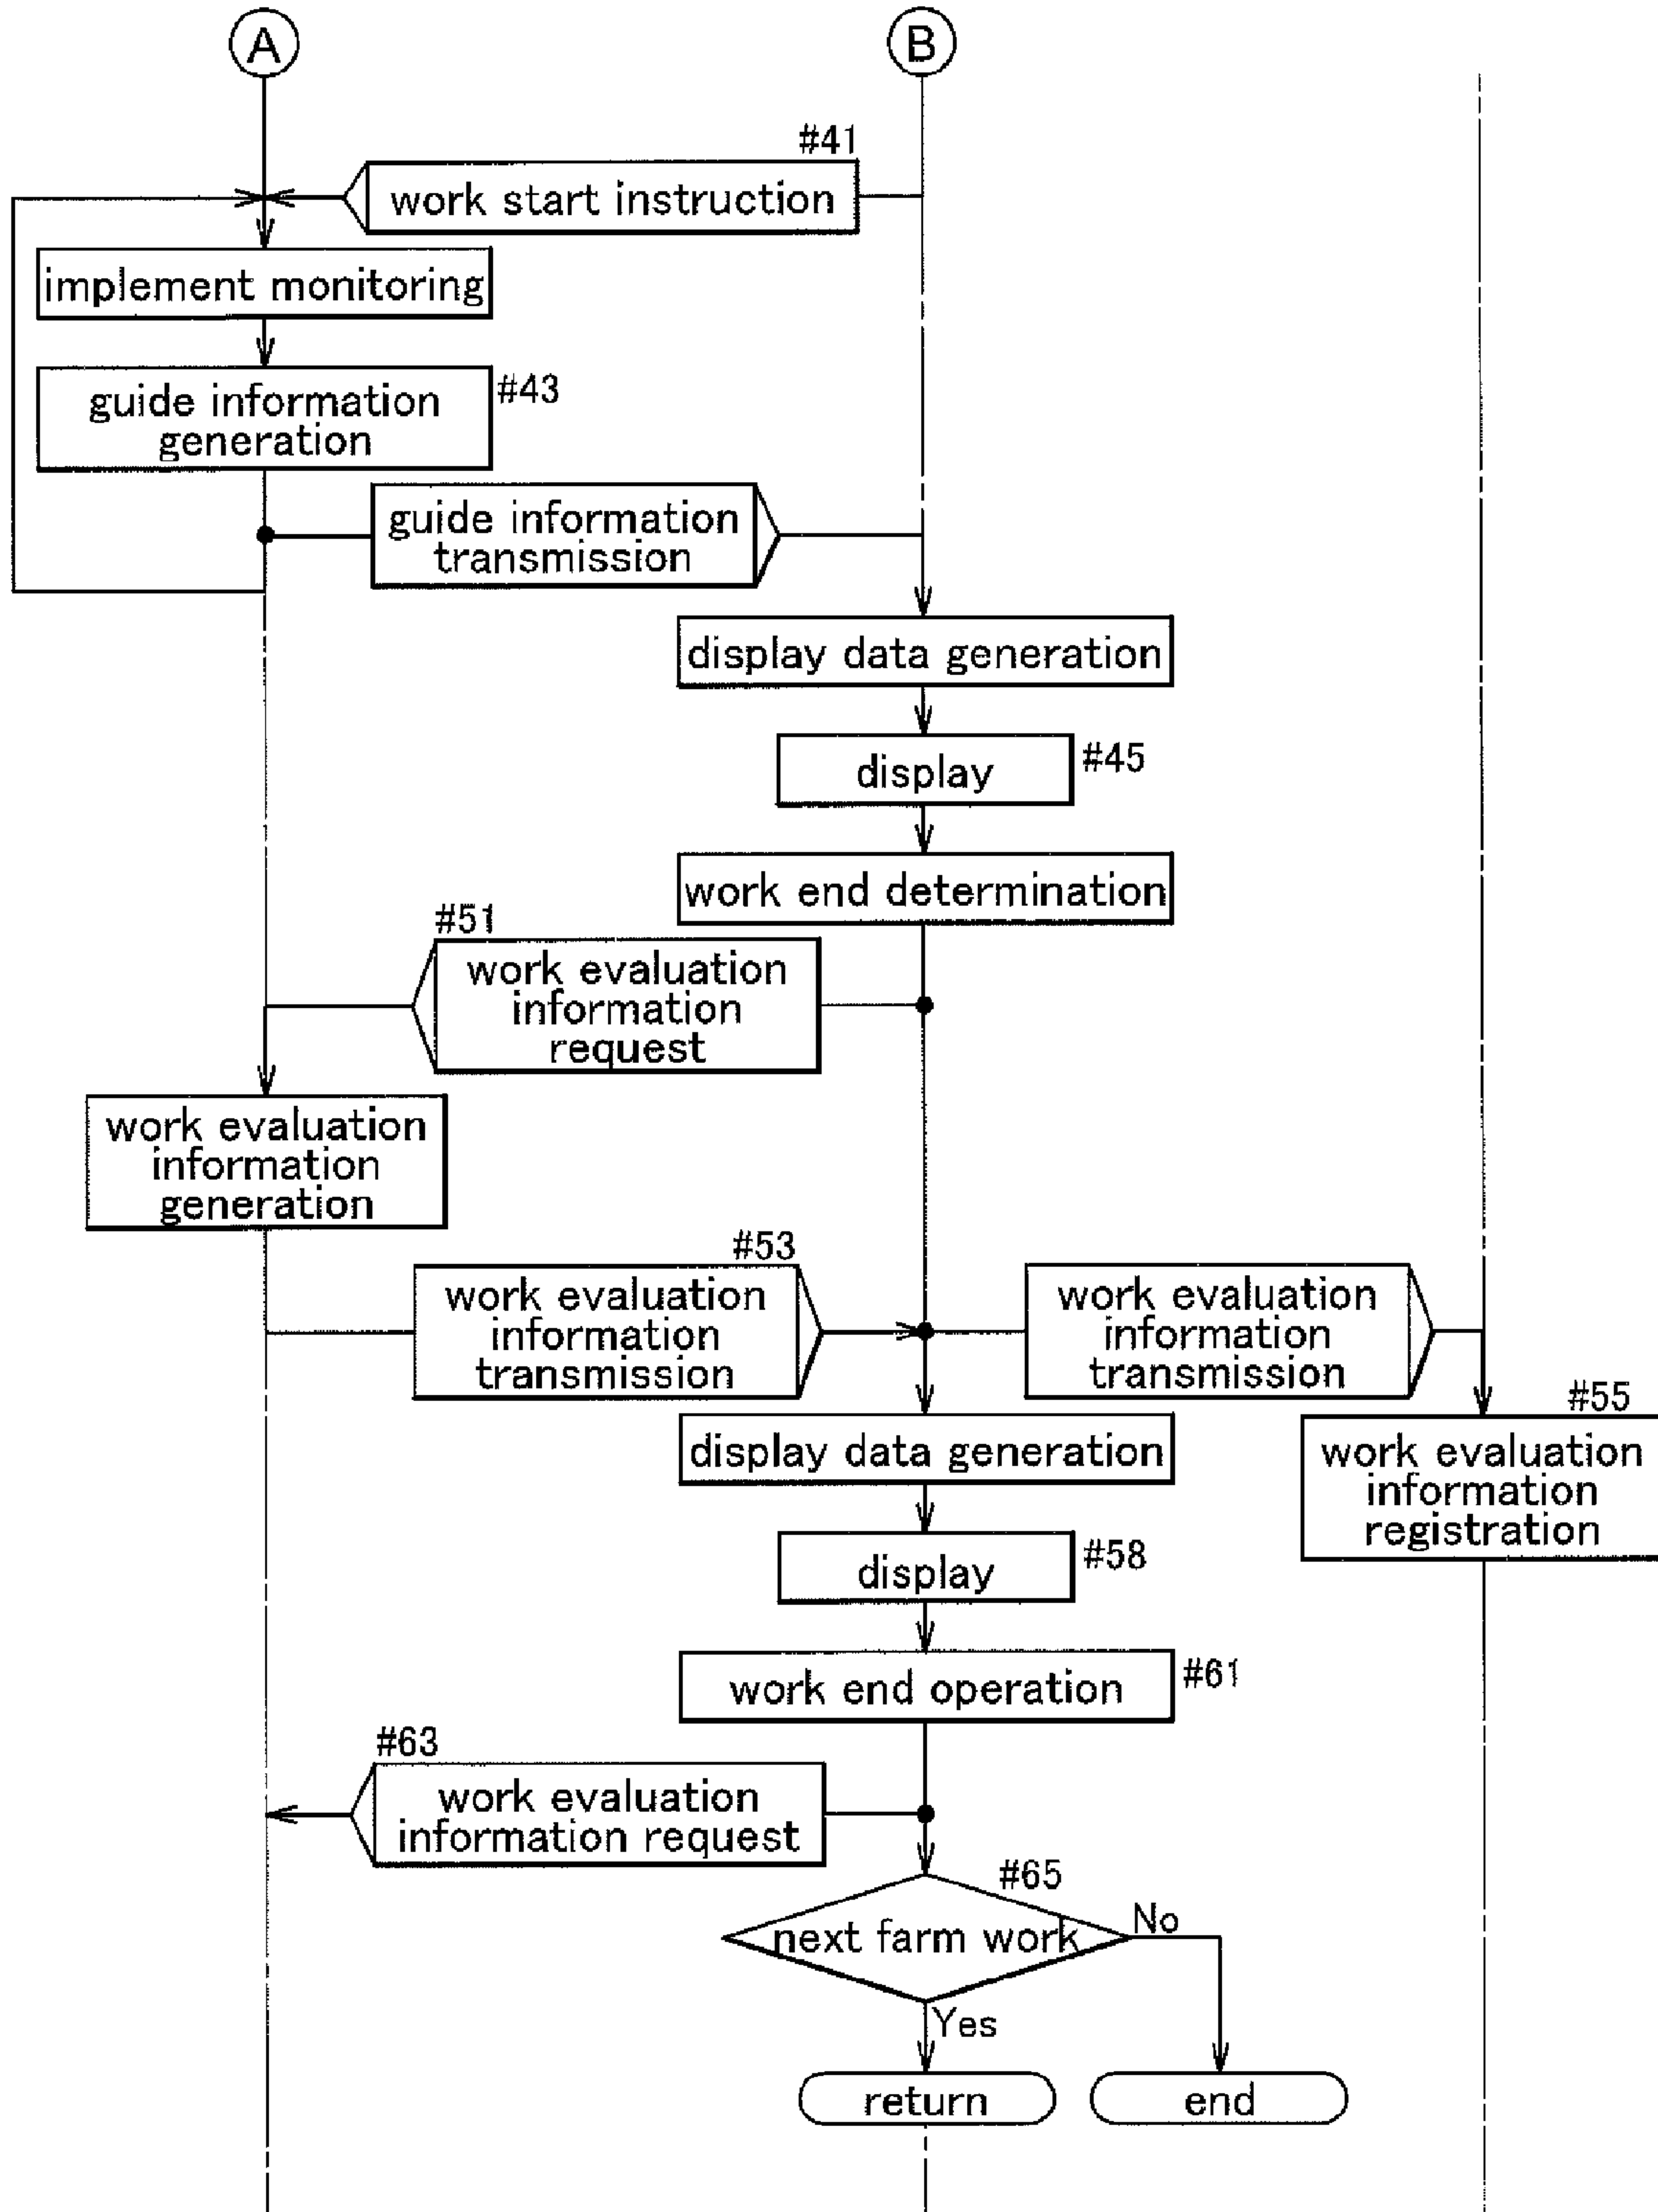 A
B
#41
work start instruction
implement monitoring
guide information
generation
#43
guide information
transmission
display data generation
display
#45
work end determination
#51
work evaluation
information
request
work evaluation
information
generation
#53
work evaluation
information
transmission
work evaluation
information
transmission
#55
work evaluation
information
registration
display data generation
display
#58
work end operation
#61
#63
work evaluation
information request
#65
next farm work
No
Yes
return
end